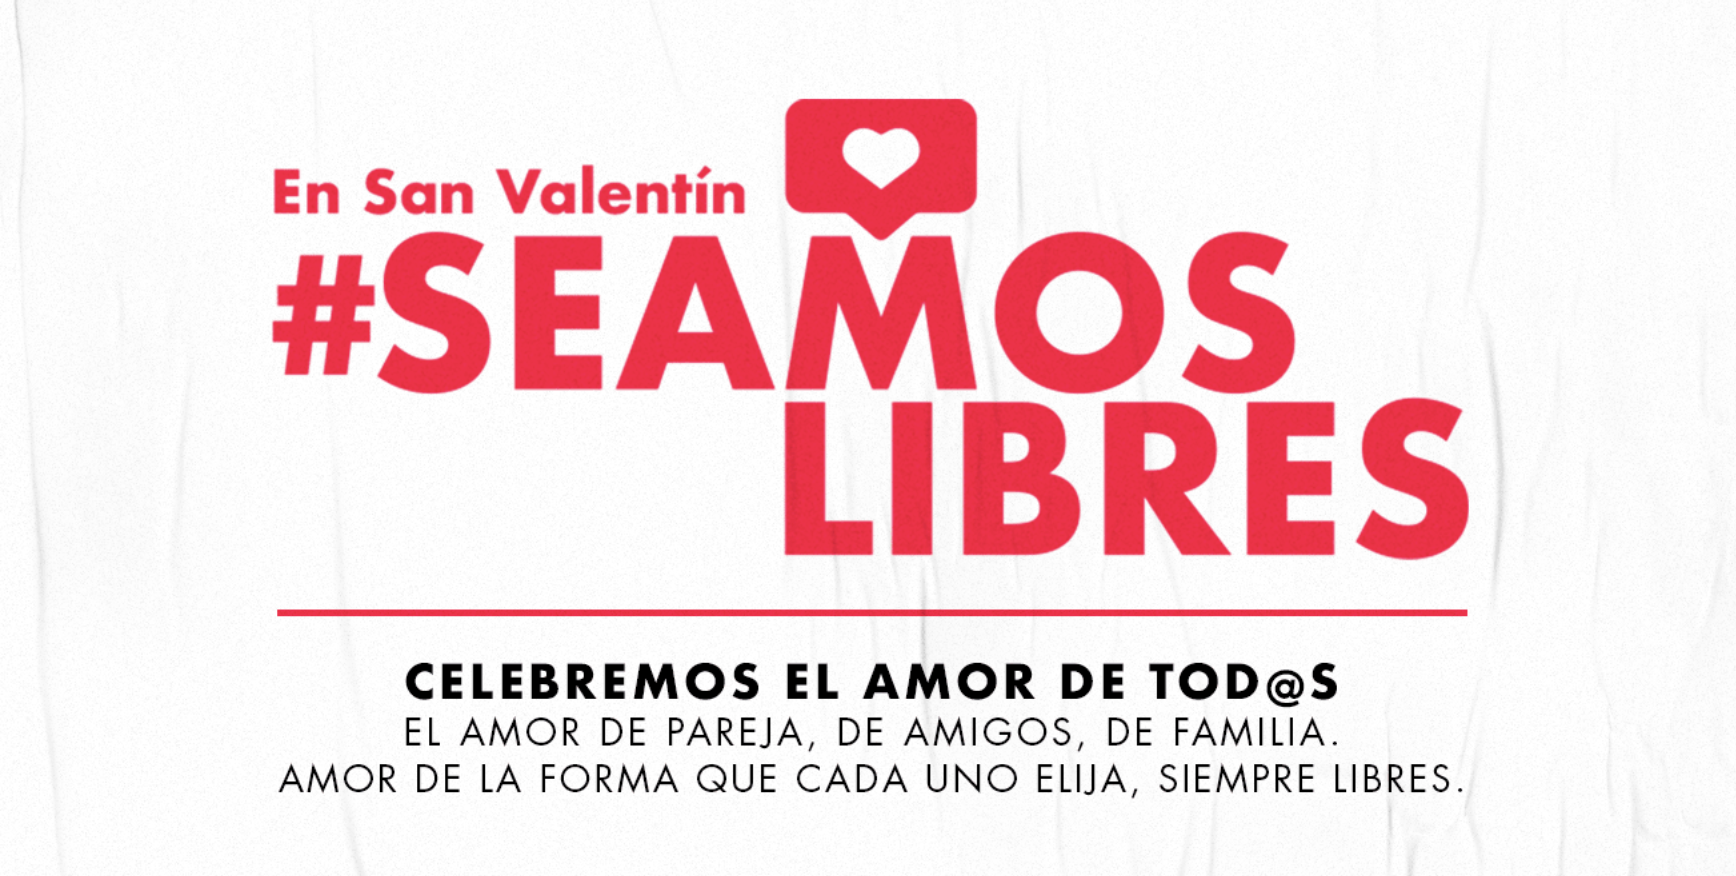 En San Valentín
#SEAMOS
LIBRES
CELEBREMOS EL AMOR DE TOD@S
EL AMOR DE PAREJA, DE AMIGOS, DE FAMILIA.
AMOR DE LA FORMA QUE CADA UNO ELIJA, SIEMPRE LIBRES.